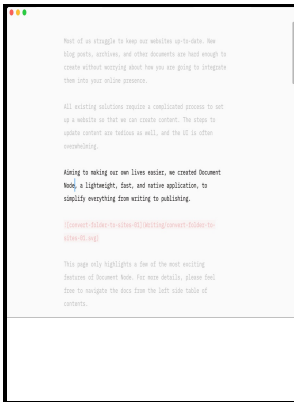 Most of us struggle to keep our websites up-to-date. New
blog posts, archives, and other documents are hard enough to
create without worrying about how you are going to integrate
them into your online presence.
All existing solutions require a complicated process to set
up a website so that we can create content. The steps to
update content are tedious as well, and the UI is often
overwhelming.
Aiming to making our own lives easier, we created Document
Node, a lightweight, fast, and native application, to
simplify everything from writing to publishing.
This page only highlights a few of the most exciting
features of Document Node. For more details, please feel
free to navigate the docs from the left side table of
contents.